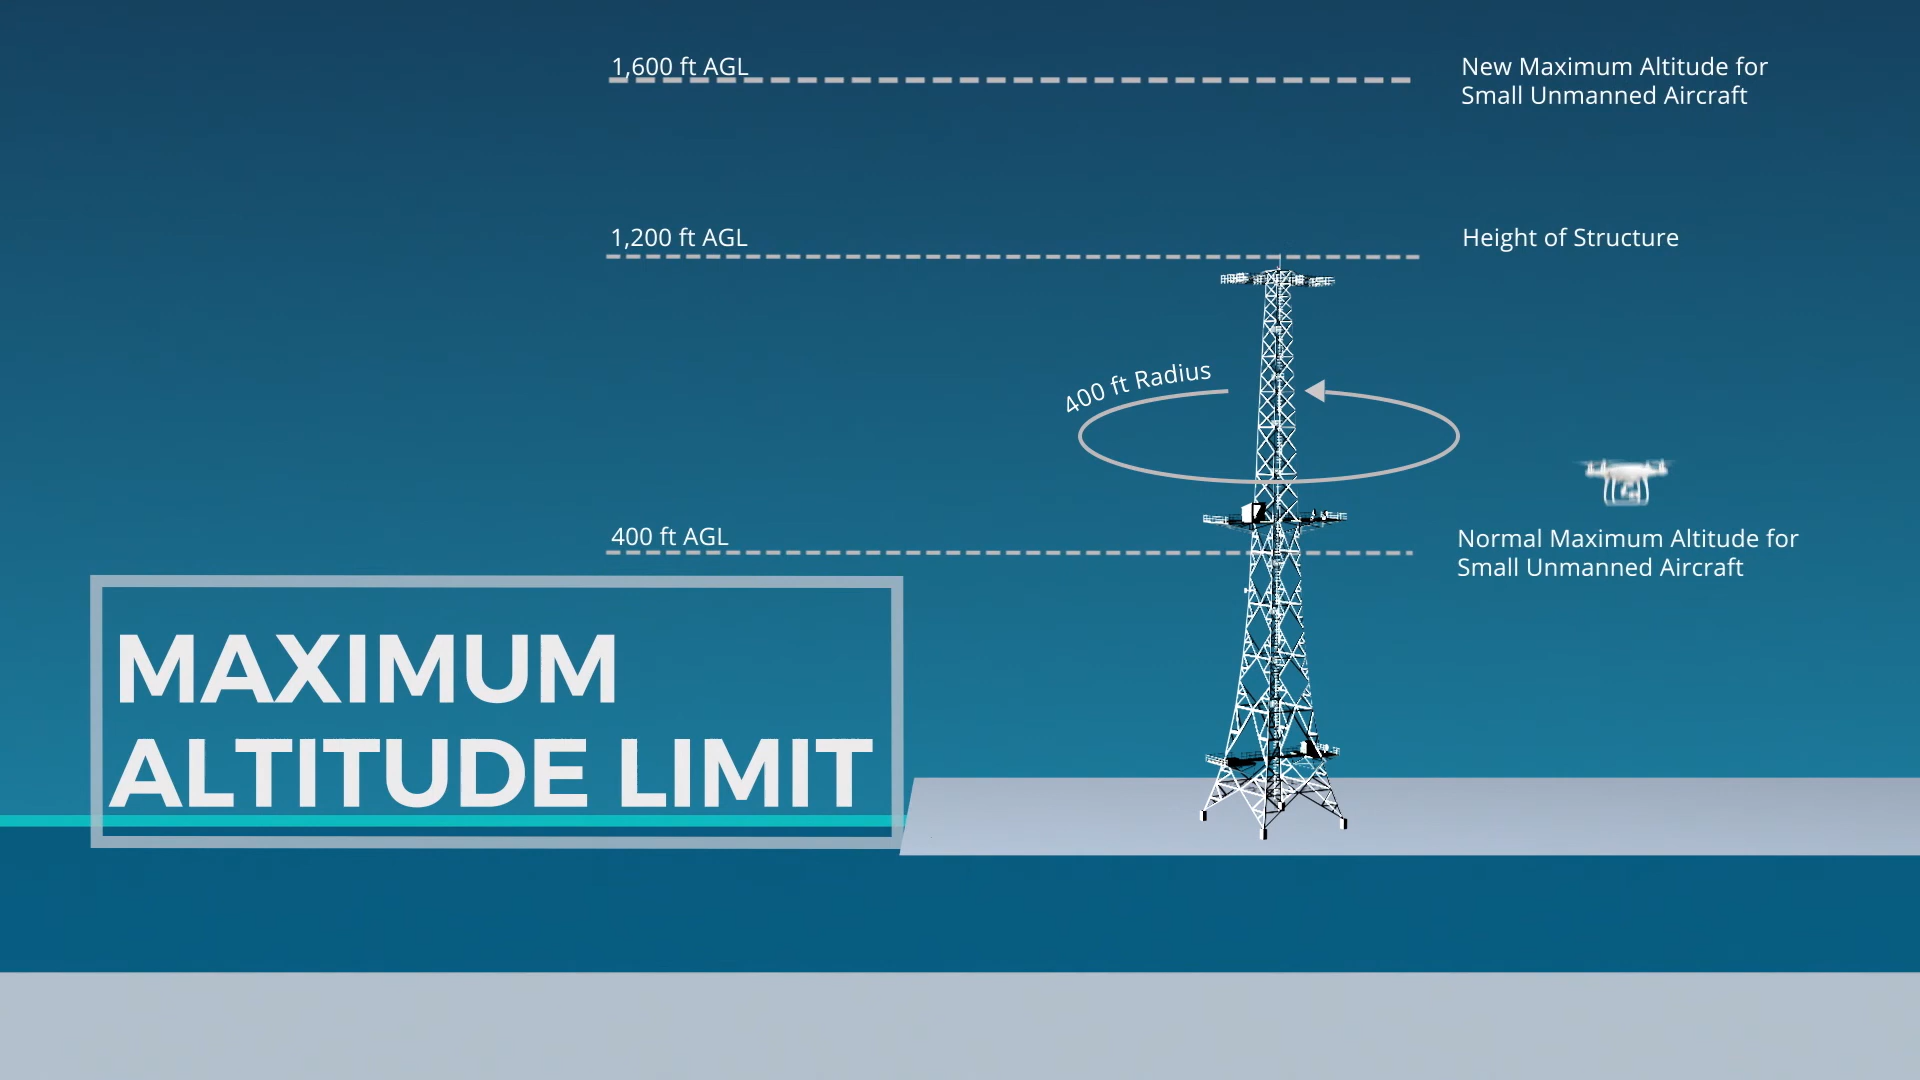 1,600 ft AGL
New Maximum Altitude for
Small Unmanned Aircraft
1,200 ft AGL
Height of Structure
400 ft Radius
400 ft AGL
Normal Maximum Altitude for
Small Unmanned Aircraft
MAXIMUM
ALTITUDE LIMIT